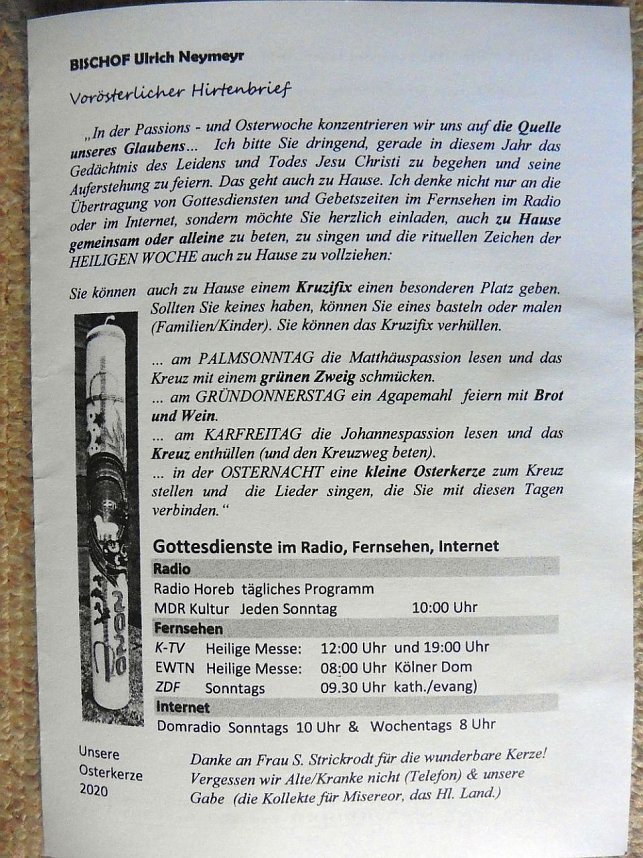 BISCHOF Ulrich Neymeyr
Vorösterlicher Hirtenbrief
„In der Passions - und Osterwoche konzentrieren wir uns auf die Quelle
unseres Glaubens… Ich bitte Sie dringend, gerade in diesem Jahr das
Gedächtnis des Leidens und Todes Jesu Christi zu begehen und seine
Auferstehung zu feiern. Das geht auch zu Hause. Ich denke nicht nur an die
Übertragung von Gottesdiensten und Gebetszeiten im Fernsehen im Radio
oder im Internet, sondern möchte Sie herzlich einladen, auch zu Hause
gemeinsam oder alleine zu beten, zu singen und die rituellen Zeichen der
HEILIGEN WOCHE auch zu Hause zu vollziehen:
Sie können auch zu Hause einem Kruzifix einen besonderen Platz geben.
Sollten Sie keines haben, können Sie eines basteln oder malen
(Familien/Kinder). Sie können das Kruzifix verhüllen.
… am PALMSONNTAG die Matthäuspassion lesen und das
Kreuz mit einem grünen Zweig schmücken.
… am GRÜNDONNERSTAG ein Agapemahl feiern mit Brot
und Wein.
… am KARFREITAG die Johannespassion lesen und das
Kreuz enthüllen (und den Kreuzweg beten).
… in der OSTERNACHT eine kleine Osterkerze zum Kreuz
stellen und die Lieder singen, die Sie mit diesen Tagen
verbinden.“
Gottesdienste im Radio, Fernsehen, Internet
Radio
Radio Horeb tägliches Programm
MDR Kultur Jeden Sonntag 10:00 Uhr
Fernsehen
K-TV Heilige Messe: 12:00 Uhr und 19:00 Uhr
EWTN Heilige Messe: 08:00 Uhr Kölner Dom
ZDF Sonntags 09.30 Uhr kath./evang)
Internet
Domradio Sonntags 10 Uhr & Wochentags 8 Uhr
2020
Unsere
Osterkerze
2020
Danke an Frau S. Strickrodt für die wunderbare Kerze!
Vergessen wir Alte/Kranke nicht (Telefon) & unsere
Gabe (die Kollekte für Misereor, das Hl. Land.)